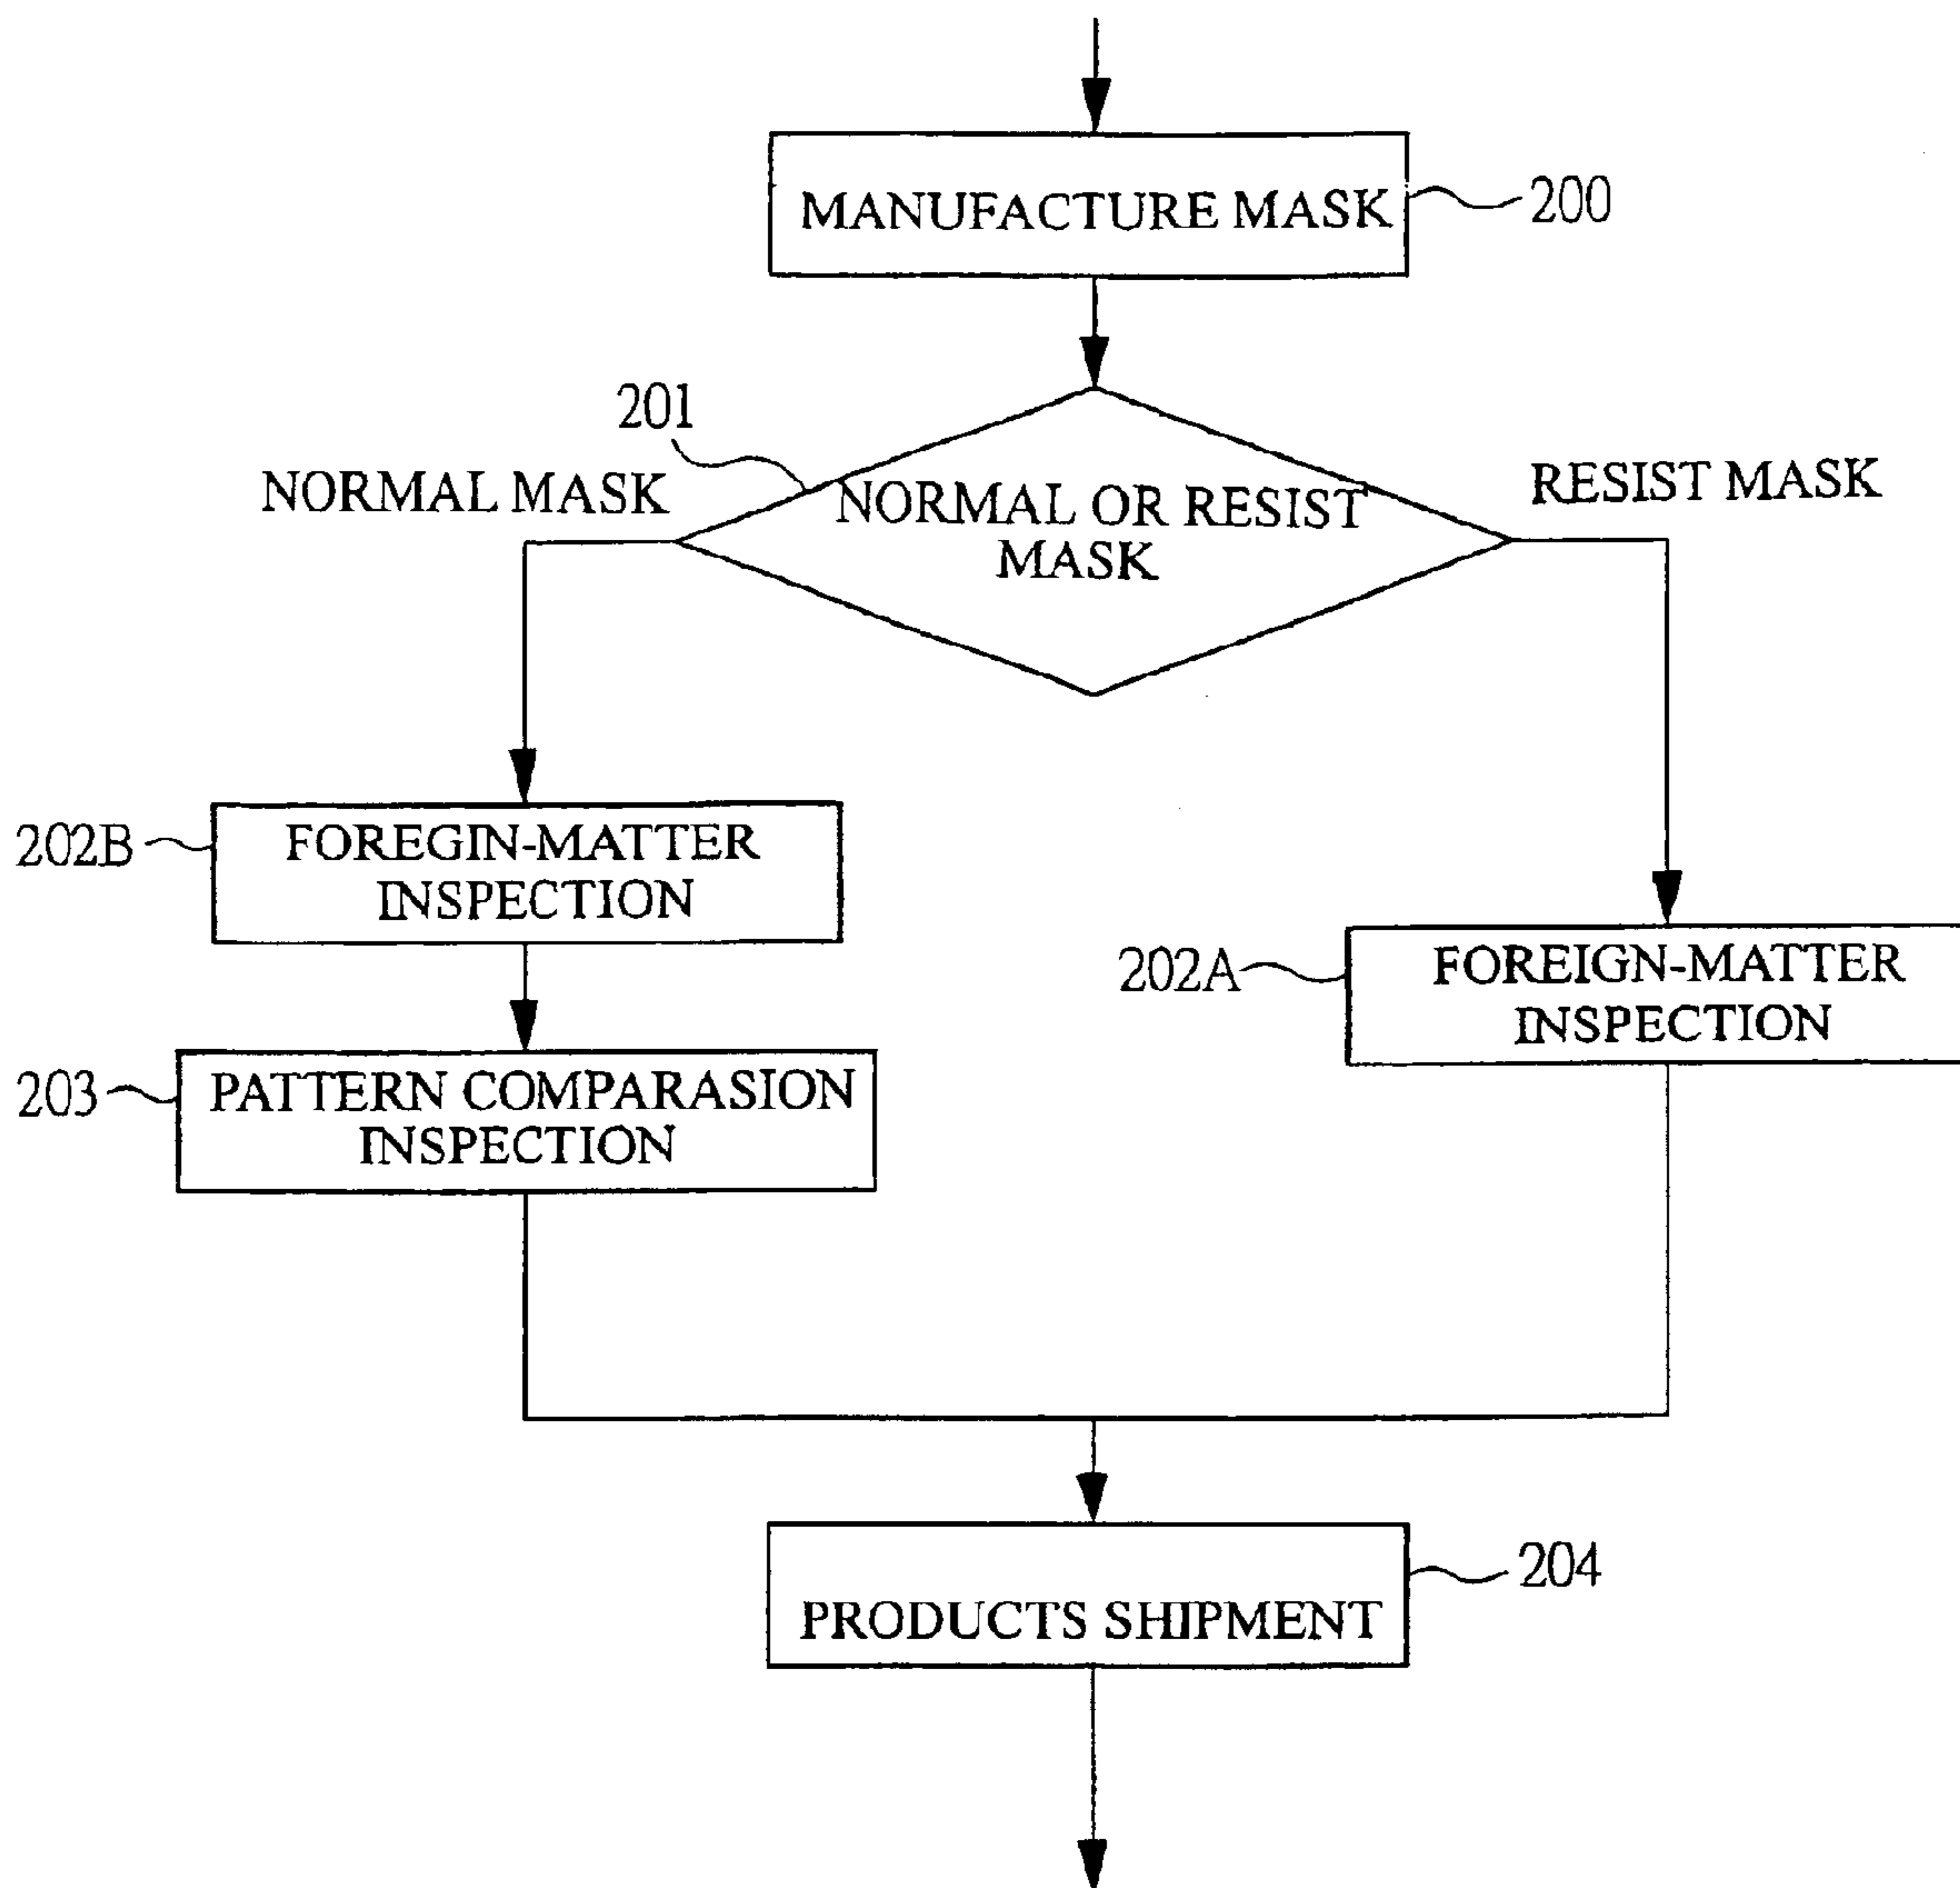 MANUFACTURE MASK
200
201
NORMAL MASK
NORMAL OR RESIST
MASK
RESIST MASK
202B
FOREGIN-MATTER
INSPECTION
202A
FOREIGN-MATTER
INSPECTION
203
PATTERN COMPARASION
INSPECTION
PRODUCTS SHIPMENT
204